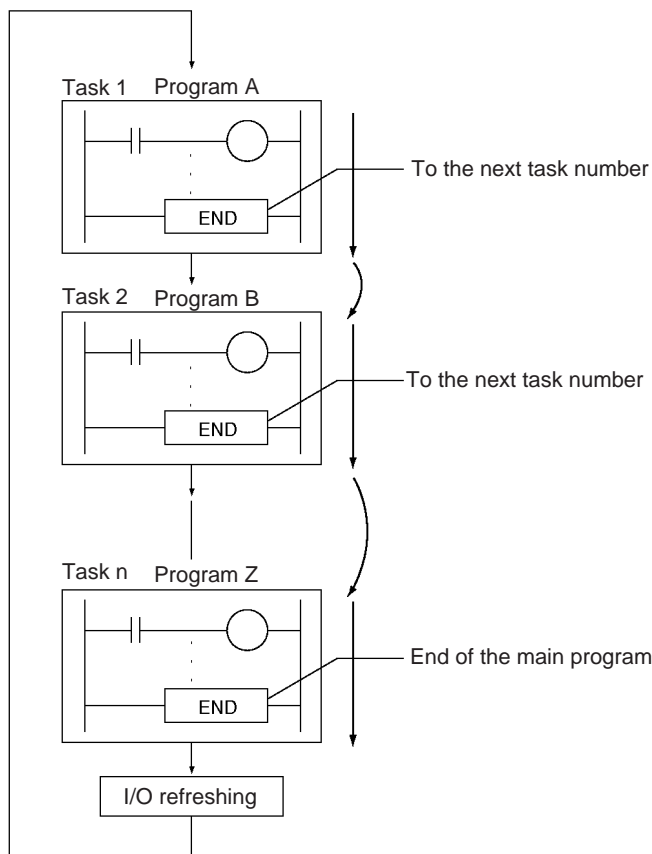 Task 1 Program A
To the next task number
END
Task 2 Program B
To the next task number
END
Task n Program Z
End of the main program
END
I/O refreshing